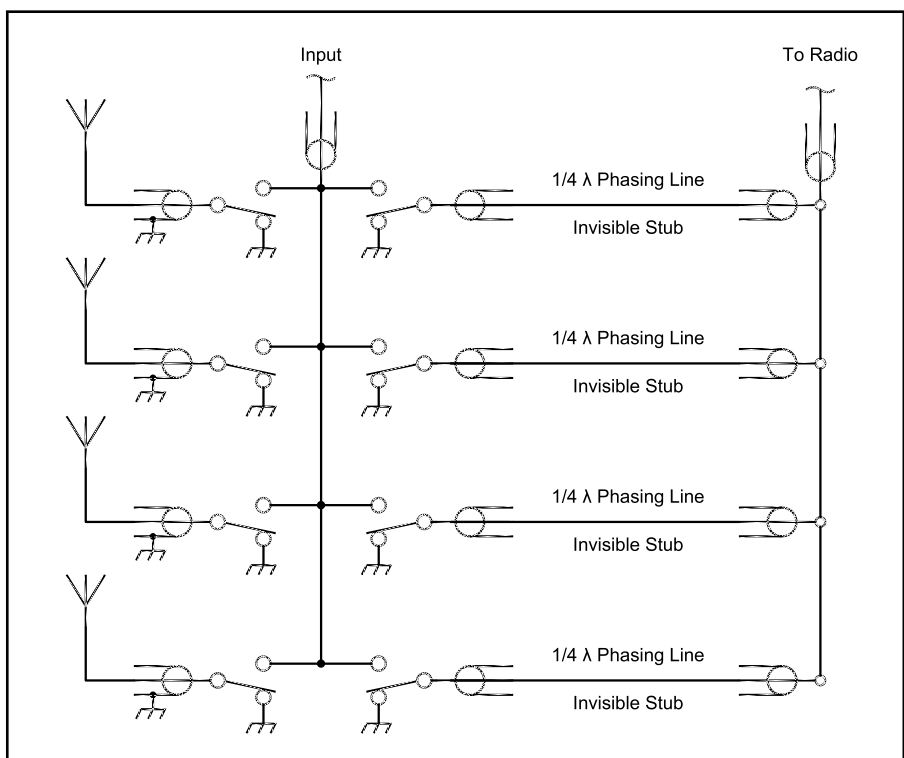 Input
To Radio
1/4 λ Phasing Line
Invisible Stub
1/4 λ Phasing Line
Invisible Stub
1/4 λ Phasing Line
Invisible Stub
1/4 λ Phasing Line
Invisible Stub